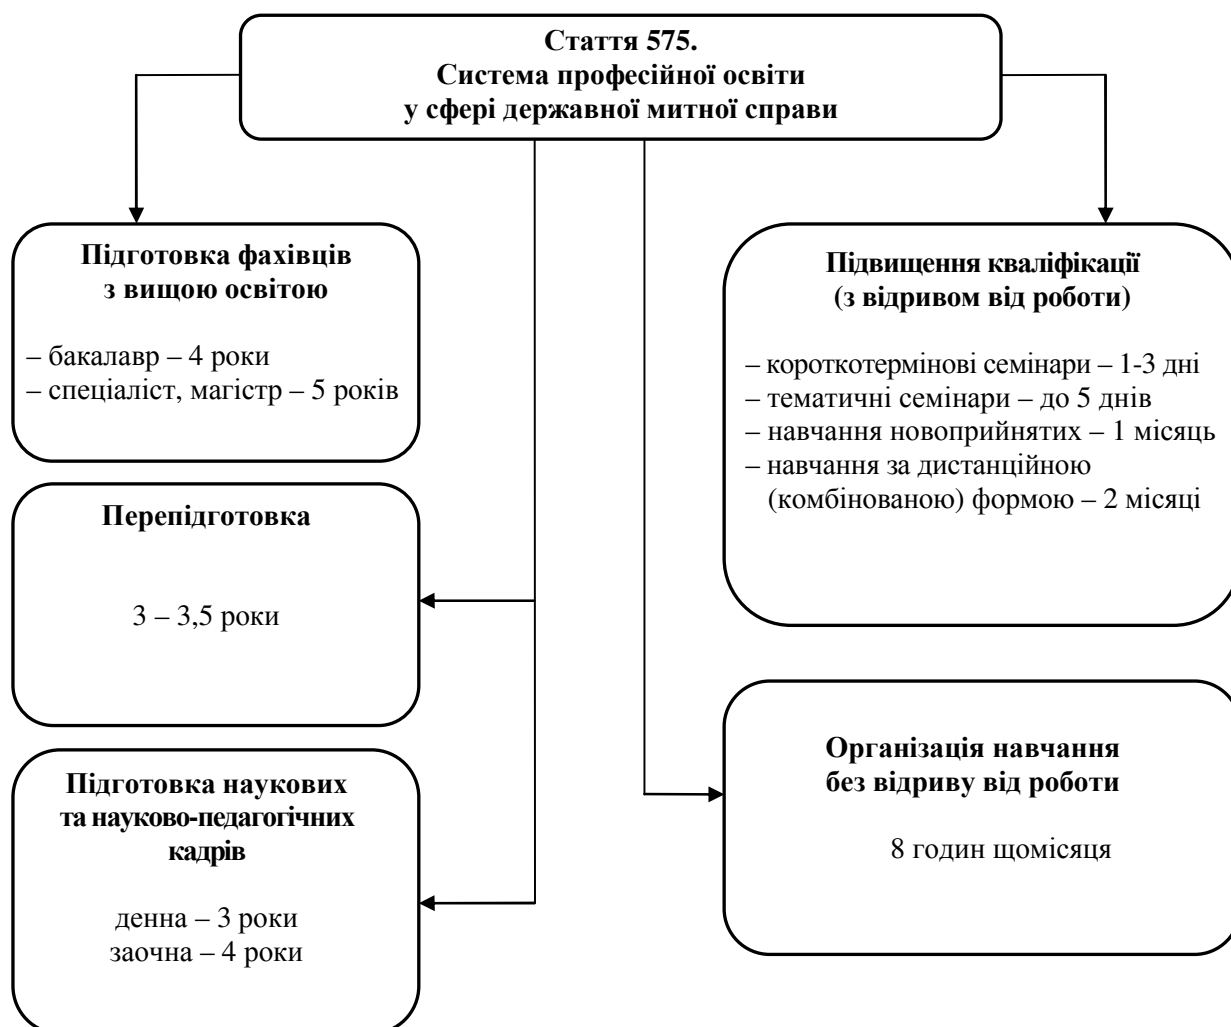 Стаття 575.
Система професійної освіти
у сфері державної митної справи
Підготовка фахівців
з вищою освітою
– бакалавр – 4 роки
– спеціаліст, магістр – 5 років
Перепідготовка
3 – 3,5 роки
Підготовка наукових
та науково-педагогічних
кадрів
денна – 3 роки
заочна – 4 роки
Підвищення кваліфікації
(з відривом від роботи)
– короткотермінові семінари – 1-3 дні
– тематичні семінари – до 5 днів
– навчання новоприйнятих – 1 місяць
– навчання за дистанційною
(комбінованою) формою – 2 місяці
Організація навчання
без відриву від роботи
8 годин щомісяця